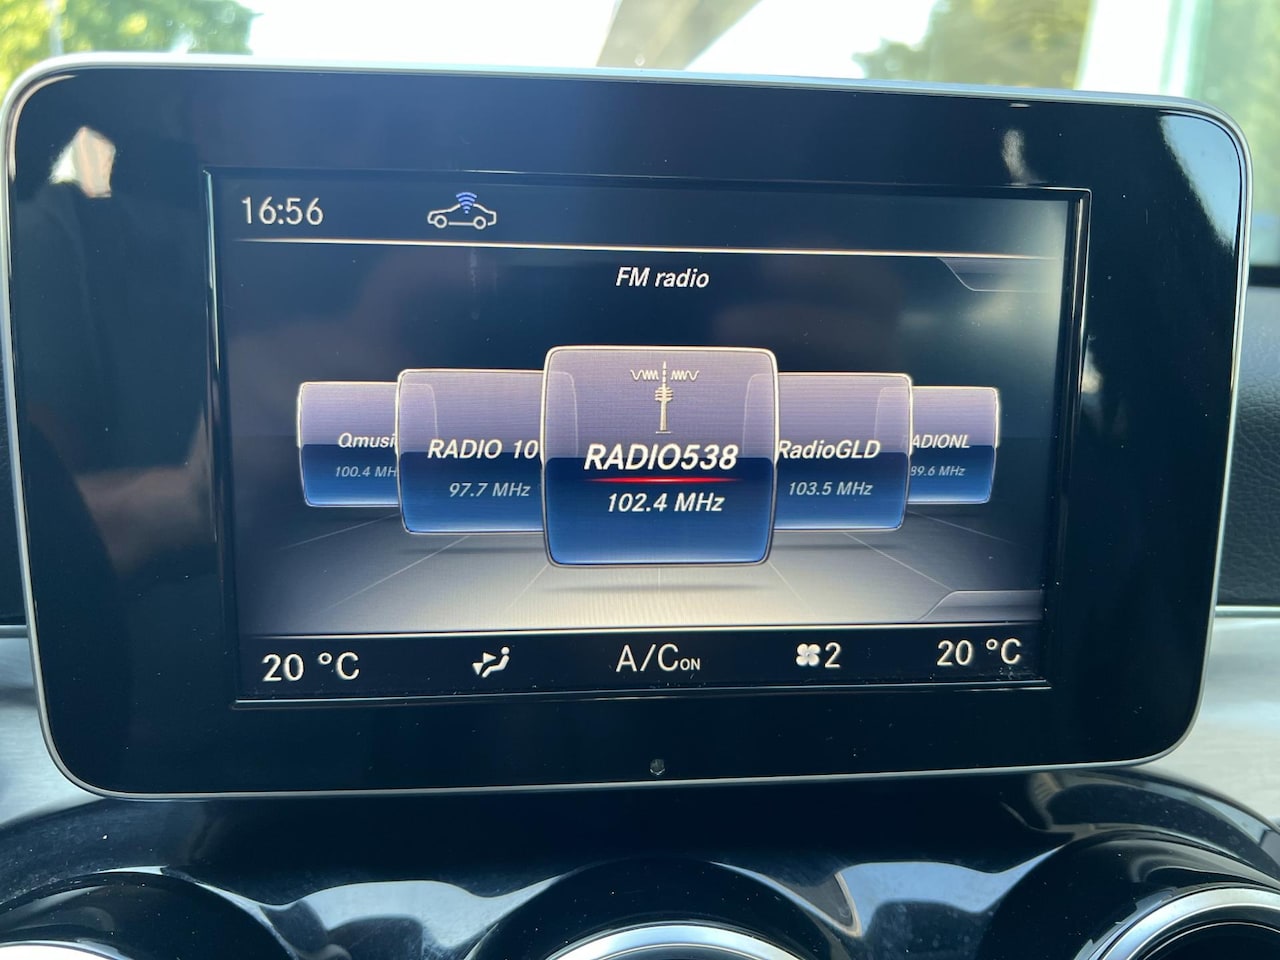 16:56
FM radio
Qmusi
100.4 MH
RADIO 10
97.7 MHz
RADIO538
102.4 MHz
RadioGLD
103.5 MHz
ADIONL
89.6 MHz
20 °C
A/C ON
2
20 °C